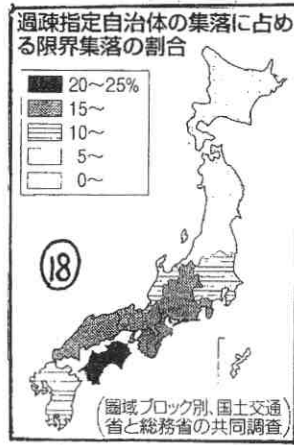 過疎指定自治体の集落に占め
る限界集落の割合
20〜25%
15〜
10〜
5〜
0〜
18
(圏域ブロック別、国土交通
省と総務省の共同調査)